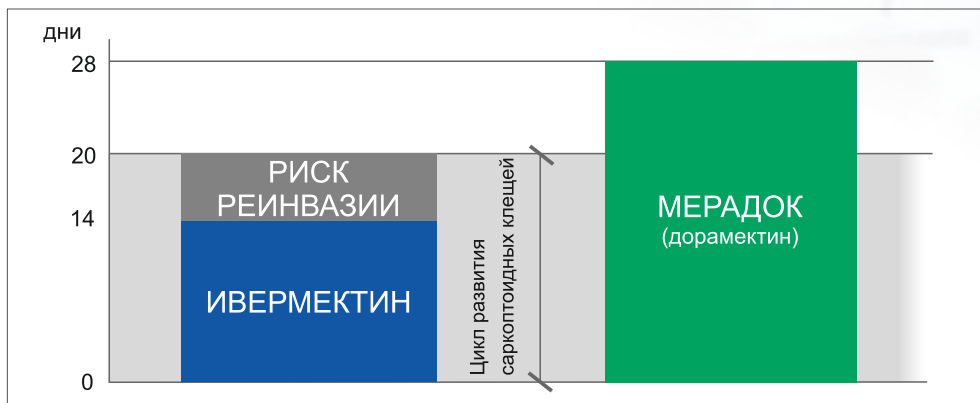 дни
28
20
14
0
РИСК
РЕИНВАЗИИ
ИВЕРМЕКТИН
Цикл развития
саркоптоидных клещей
МЕРАДОК
(дорамектин)